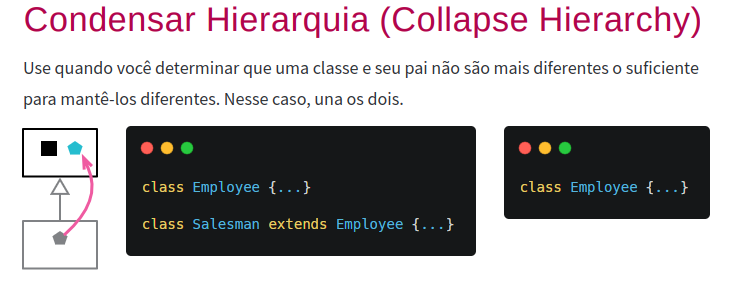 Condensar Hierarquia (Collapse Hierarchy)
Use quando você determinar que uma classe e seu pai não são mais diferentes o suficiente
para mantê-los diferentes. Nesse caso, una os dois.
class Employee {...}
class Salesman extends Employee {...}
class Employee {...}